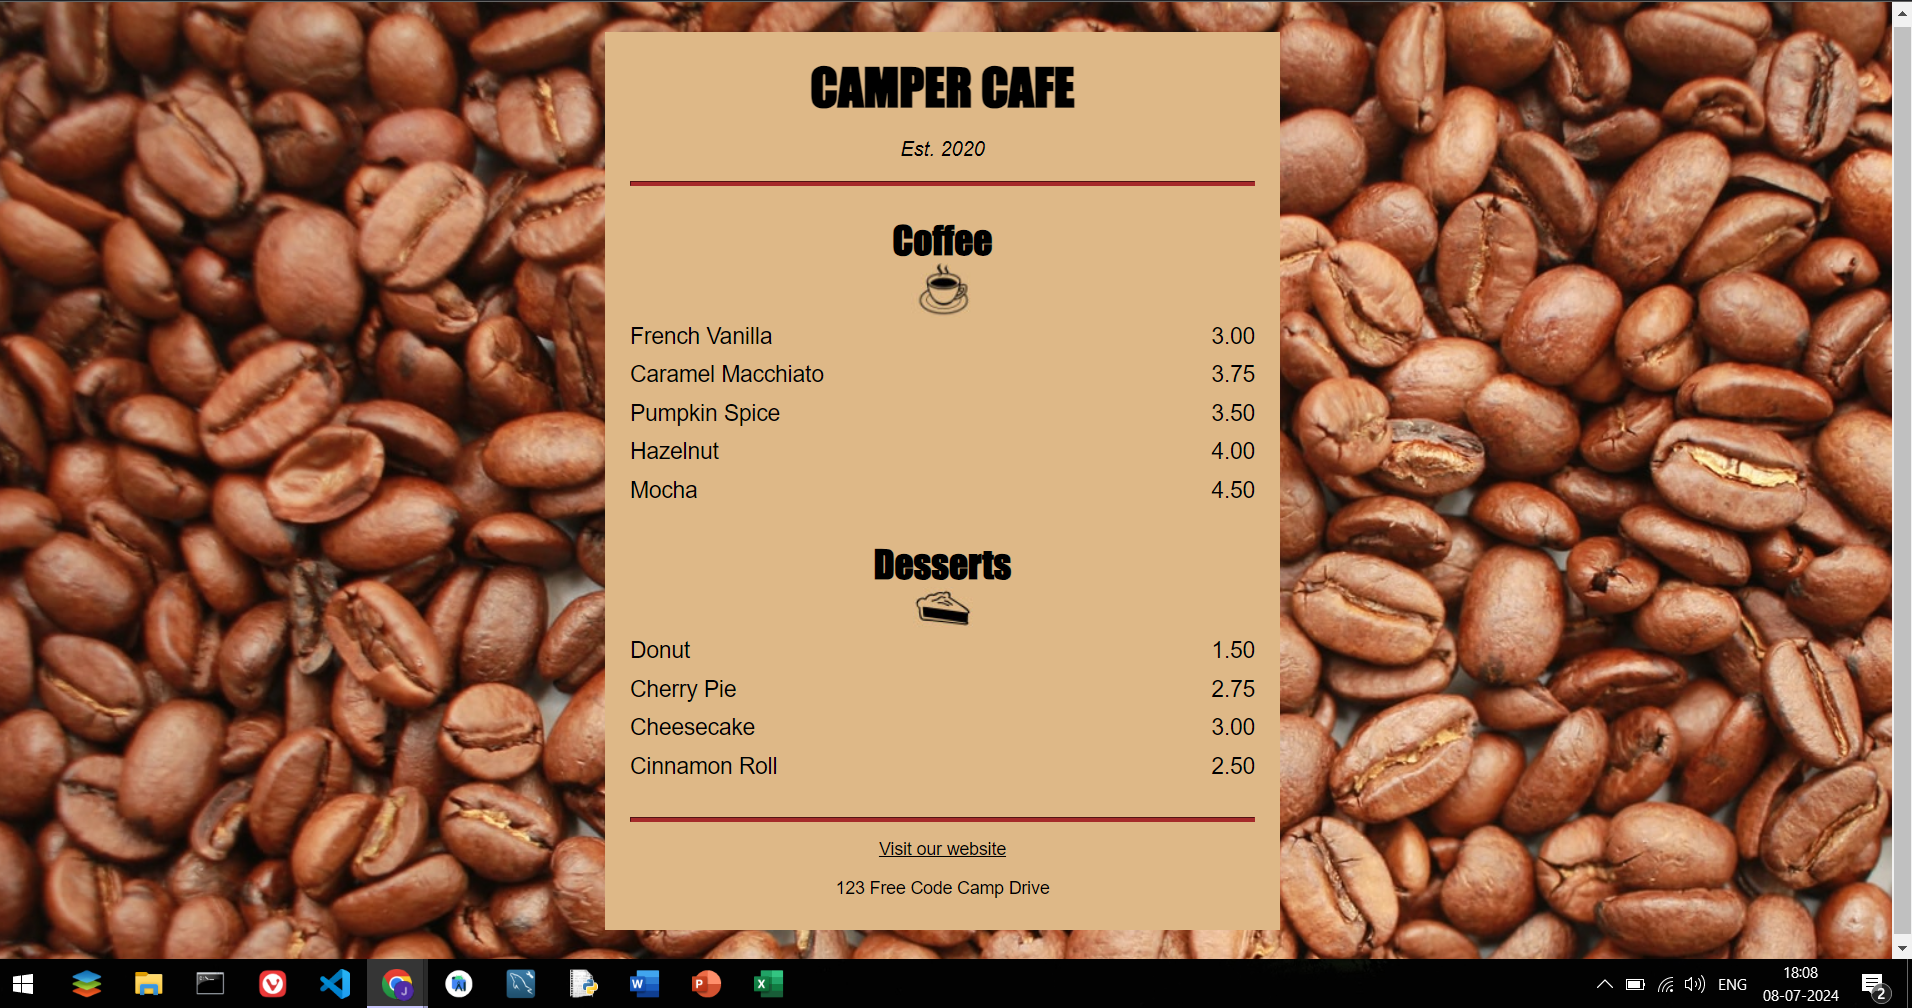 CAMPER CAFE
Est. 2020
Coffee
French Vanilla 3.00
Caramel Macchiato 3.75
Pumpkin Spice 3.50
Hazelnut 4.00
Mocha 4.50
Desserts
Donut 1.50
Cherry Pie 2.75
Cheesecake 3.00
Cinnamon Roll 2.50
Visit our website
123 Free Code Camp Drive
ENG
18:08
08-07-2024
2